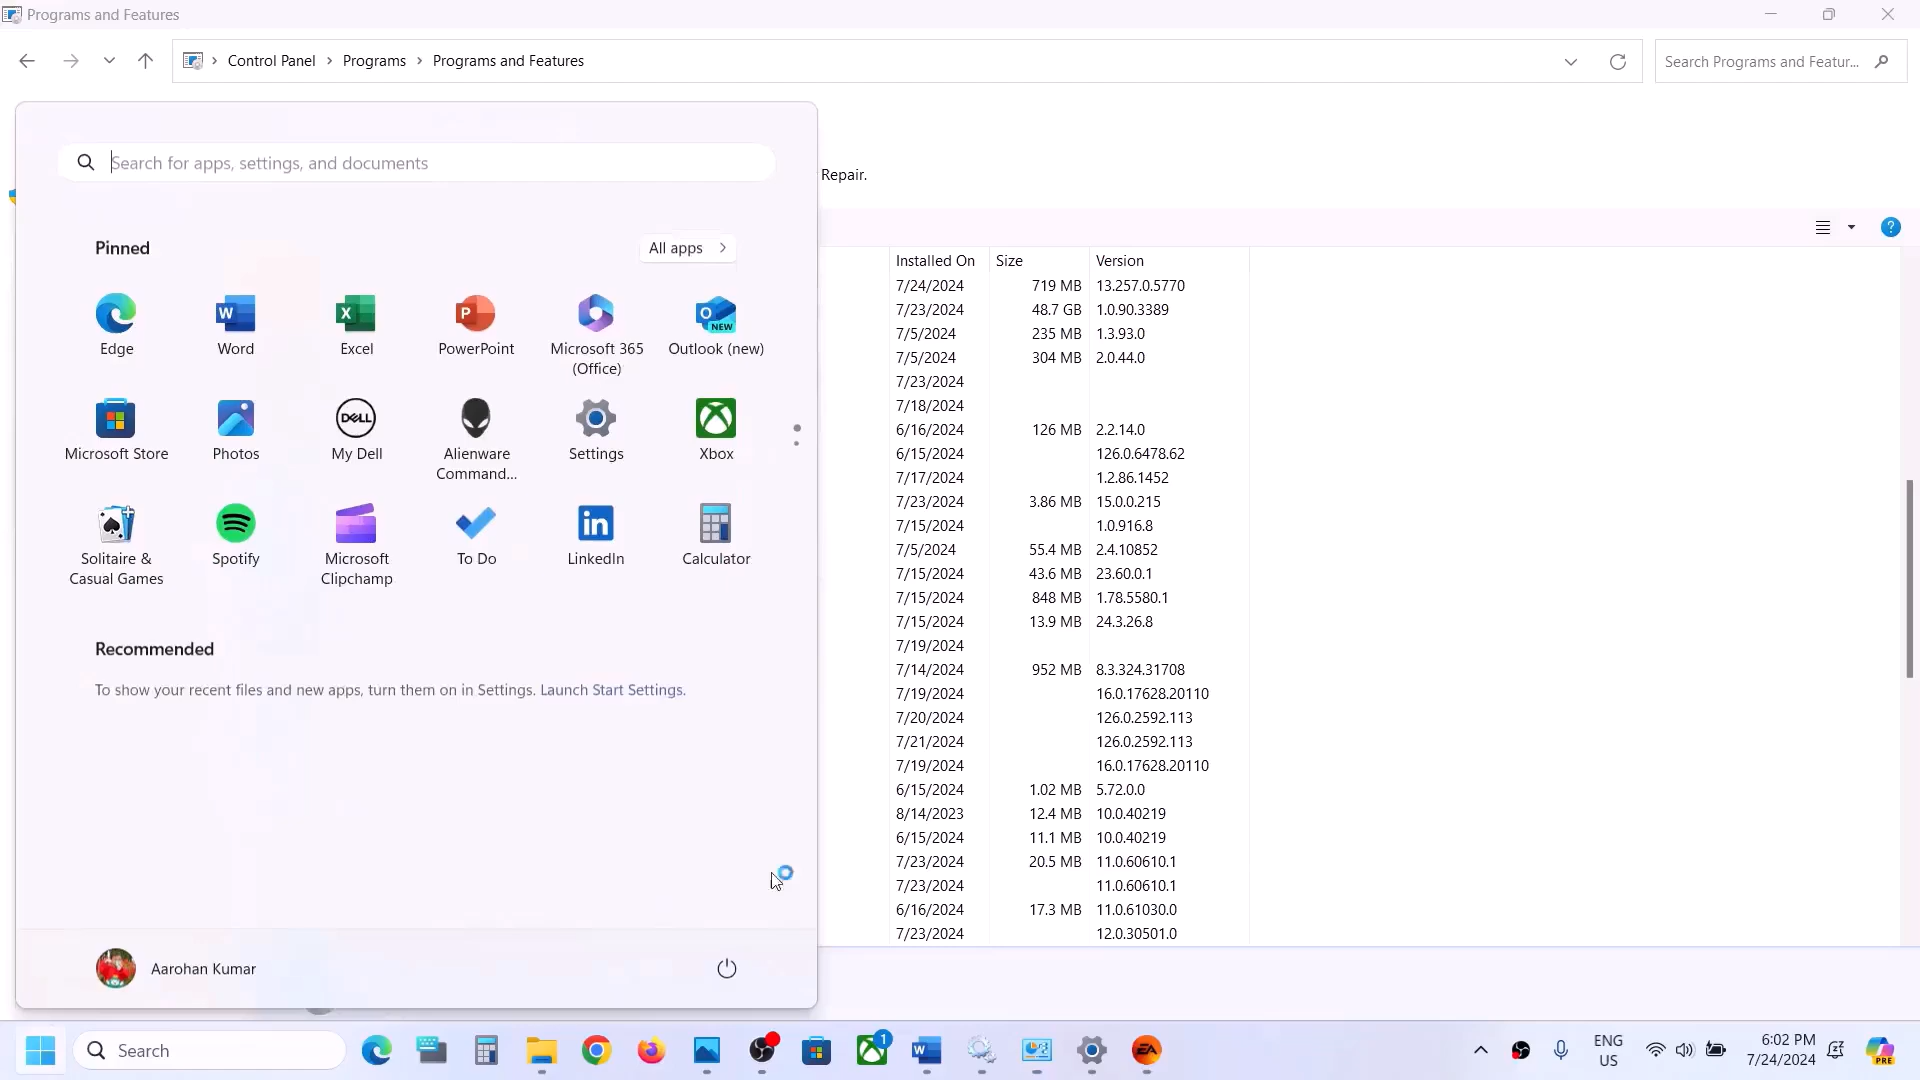 Programs and Features
Control Panel
Programs
Programs and Features
Search Programs and Featur...
Search for apps, settings, and documents
Repair.
Pinned
All apps
Edge
Word
Excel
PowerPoint
Microsoft 365
(Office)
Outlook (new)
NEW
Microsoft Store
Photos
DELL
My Dell
Alienware
Command...
Settings
Xbox
Solitaire &
Casual Games
Spotify
Microsoft
Clipchamp
To Do
in
LinkedIn
Calculator
Recommended
To show your recent files and new apps, turn them on in Settings. Launch Start Settings.
Aarohan Kumar
Installed On Size Version
7/24/2024 719 MB 13.257.0.5770
7/23/2024 48.7 GB 1.0.90.3389
7/5/2024 235 MB 1.3.93.0
7/5/2024 304 MB 2.0.44.0
7/23/2024
7/18/2024
6/16/2024 126 MB 2.2.14.0
6/15/2024 126.0.6478.62
7/17/2024 1.2.86.1452
7/23/2024 3.86 MB 15.0.0.215
7/15/2024 1.0.916.8
7/5/2024 55.4 MB 2.4.10852
7/15/2024 43.6 MB 23.60.0.1
7/15/2024 848 MB 1.78.5580.1
7/15/2024 13.9 MB 24.3.26.8
7/19/2024
7/14/2024 952 MB 8.3.324.31708
7/19/2024 16.0.17628.20110
7/20/2024 126.0.2592.113
7/21/2024 126.0.2592.113
7/19/2024 16.0.17628.20110
6/15/2024 1.02 MB 5.72.0.0
8/14/2023 12.4 MB 10.0.40219
6/15/2024 11.1 MB 10.0.40219
7/23/2024 20.5 MB 11.0.60610.1
7/23/2024 11.0.60610.1
6/16/2024 17.3 MB 11.0.61030.0
7/23/2024 12.0.30501.0
Search
1
EA
ENG
US
6:02 PM
7/24/2024
PRE